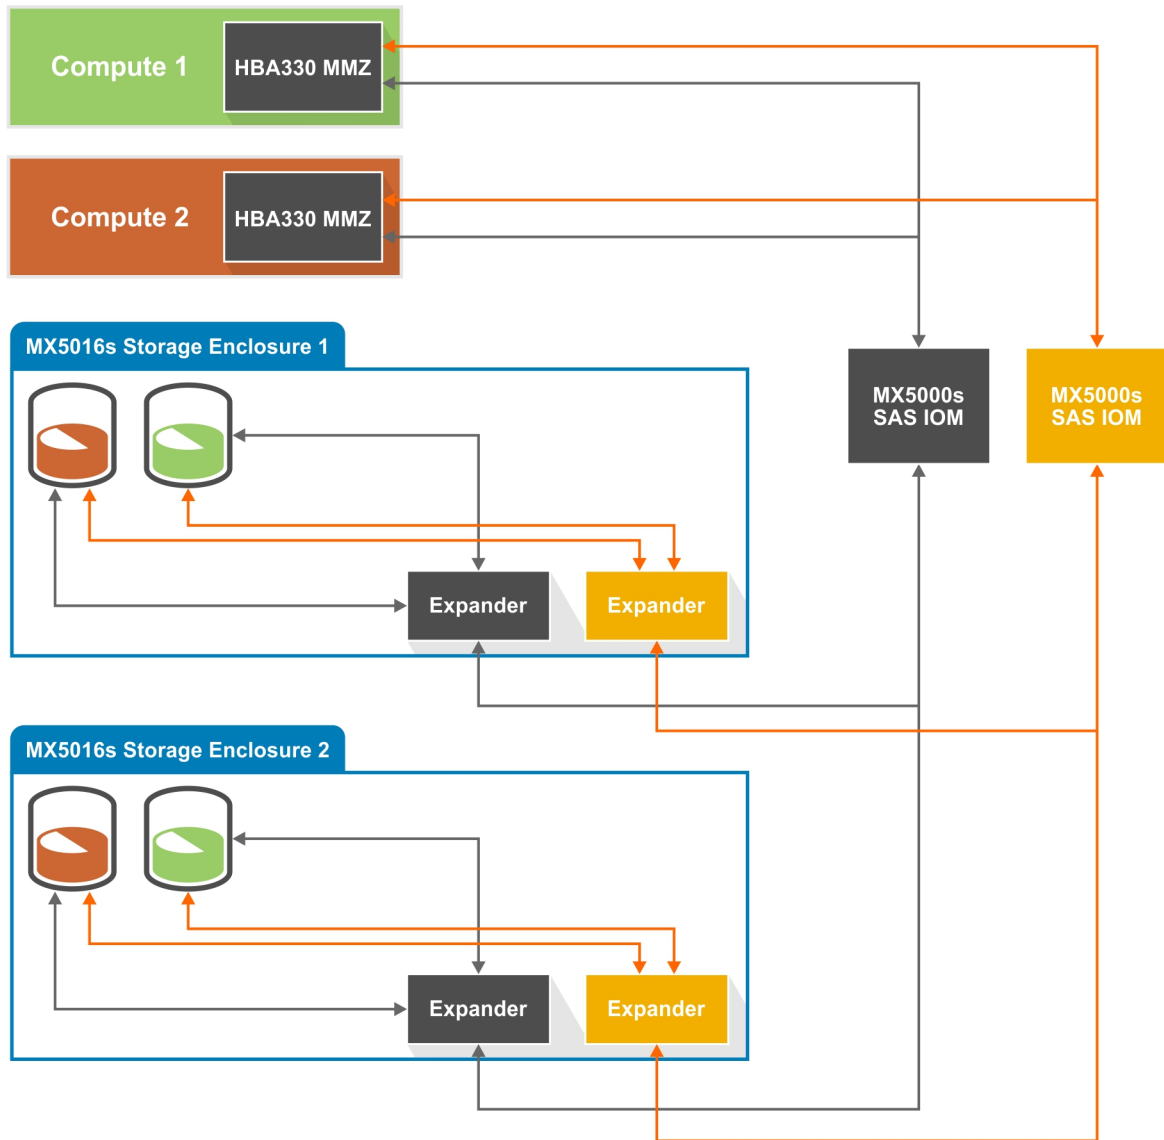 Compute 1
HBA330 MMZ
Compute 2
HBA330 MMZ
MX5016s Storage Enclosure 1
MX5000s
SAS IOM
MX5000s
SAS IOM
Expander
Expander
MX5016s Storage Enclosure 2
Expander
Expander